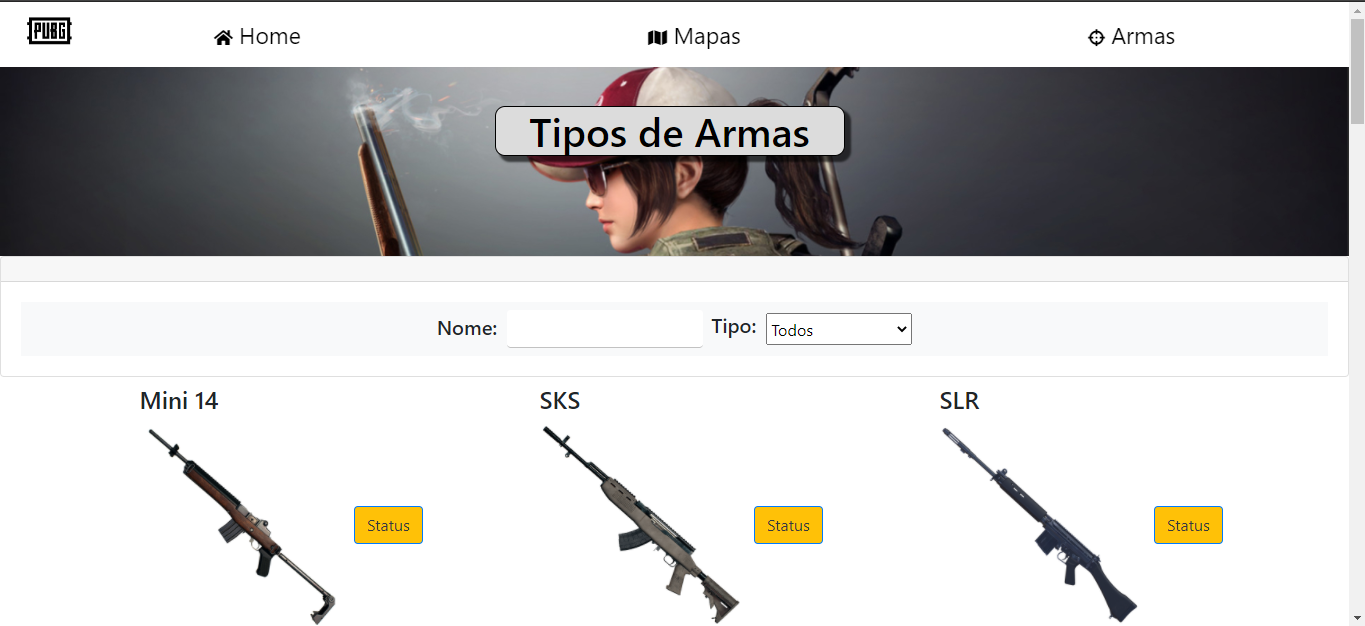 PUBG
Home
Mapas
Armas
Tipos de Armas
Nome:
Tipo:
Todos
Mini 14
SKS
SLR
Status
Status
Status